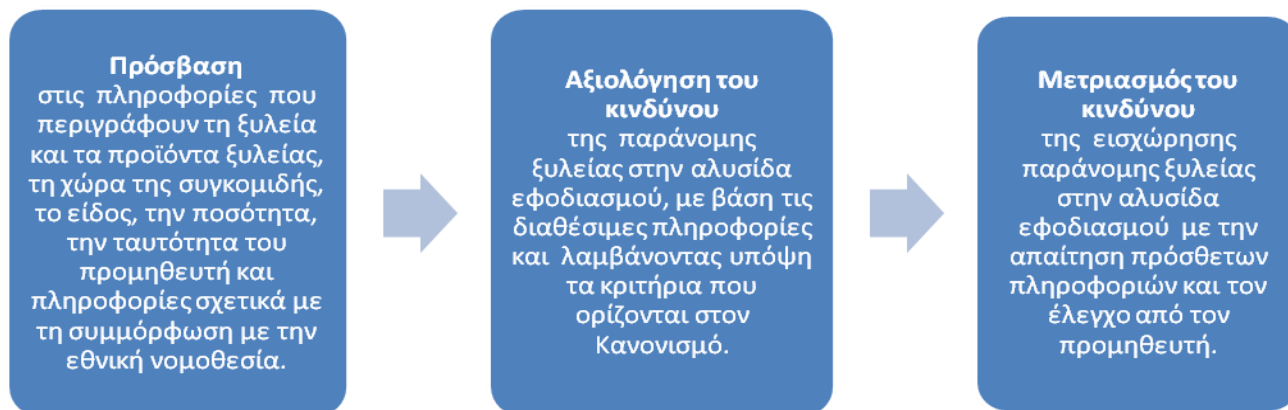 Πρόσβαση
στις πληροφορίες που
περιγράφουν τη ξυλεία
και τα προϊόντα ξυλείας,
τη χώρα της συγκομιδής,
το είδος, την ποσότητα,
την ταυτότητα του
προμηθευτή και
πληροφορίες σχετικά με
τη συμμόρφωση με την
εθνική νομοθεσία.
Αξιολόγηση του
κινδύνου
της παράνομης
ξυλείας στην αλυσίδα
εφοδιασμού, με βάση τις
διαθέσιμες πληροφορίες
και λαμβάνοντας υπόψη
τα κριτήρια που
ορίζονται στον
Κανονισμό.
Μετριασμός του
κινδύνου
της εισχώρησης
παράνομης ξυλείας
στην αλυσίδα
εφοδιασμού με την
απαίτηση πρόσθετων
πληροφοριών και τον
έλεγχο από τον
προμηθευτή.